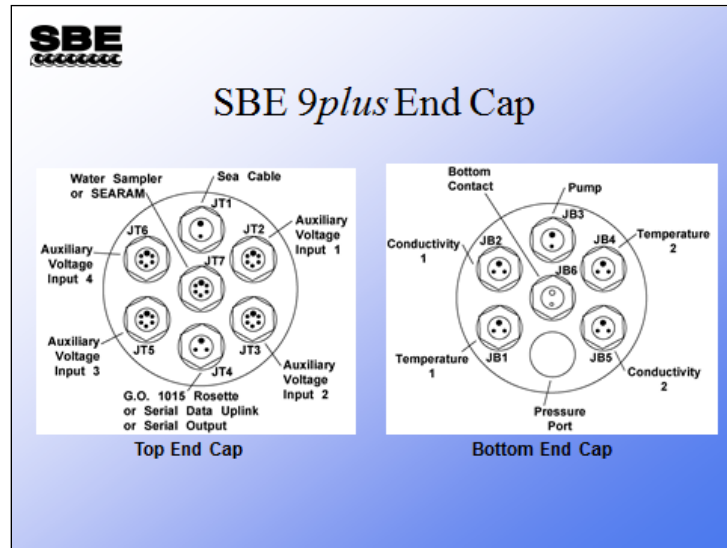 SBE
SBE 9plus End Cap
Water Sampler
or SEARAM
Sea Cable
JT1
JT6
JT2
Auxiliary
Voltage
Input 1
Auxiliary
Voltage
Input 4
JT7
JT5
JT3
Auxiliary
Voltage
Input 3
JT4
Auxiliary
Voltage
Input 2
G.O. 1015 Rosette
or Serial Data Uplink
or Serial Output
Top End Cap
Bottom
Contact
Pump
JB3
JB2
JB4
Temperature
2
Conductivity
1
JB6
Temperature
1
JB1
JB5
Conductivity
2
Pressure
Port
Bottom End Cap